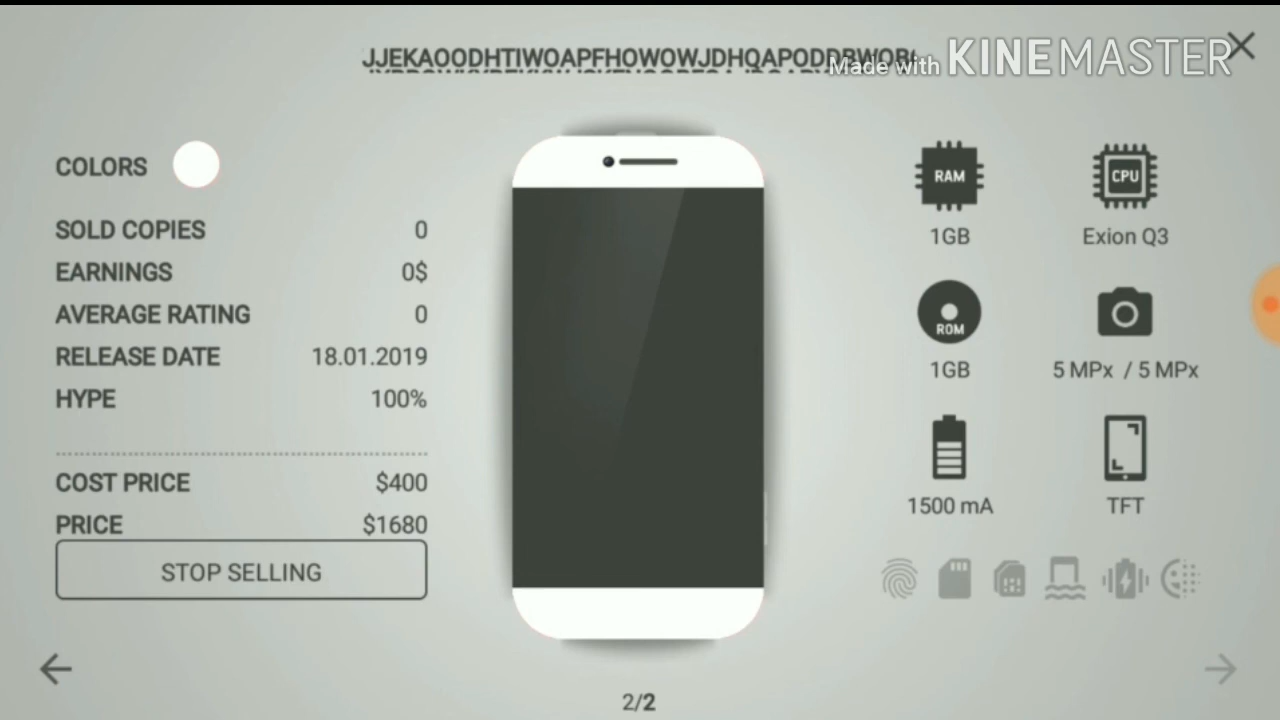 JJEKAOODHTIWOAPFHOWOWJDHQAPODDBWOB
Made with KINEMASTER
COLORS
SOLD COPIES 0
EARNINGS 0$
AVERAGE RATING 0
RELEASE DATE 18.01.2019
HYPE 100%
COST PRICE $400
PRICE $1680
STOP SELLING
RAM
1GB
CPU
Exion Q3
ROM
1GB
5 MPx / 5 MPx
1500 mA
TFT
2/2